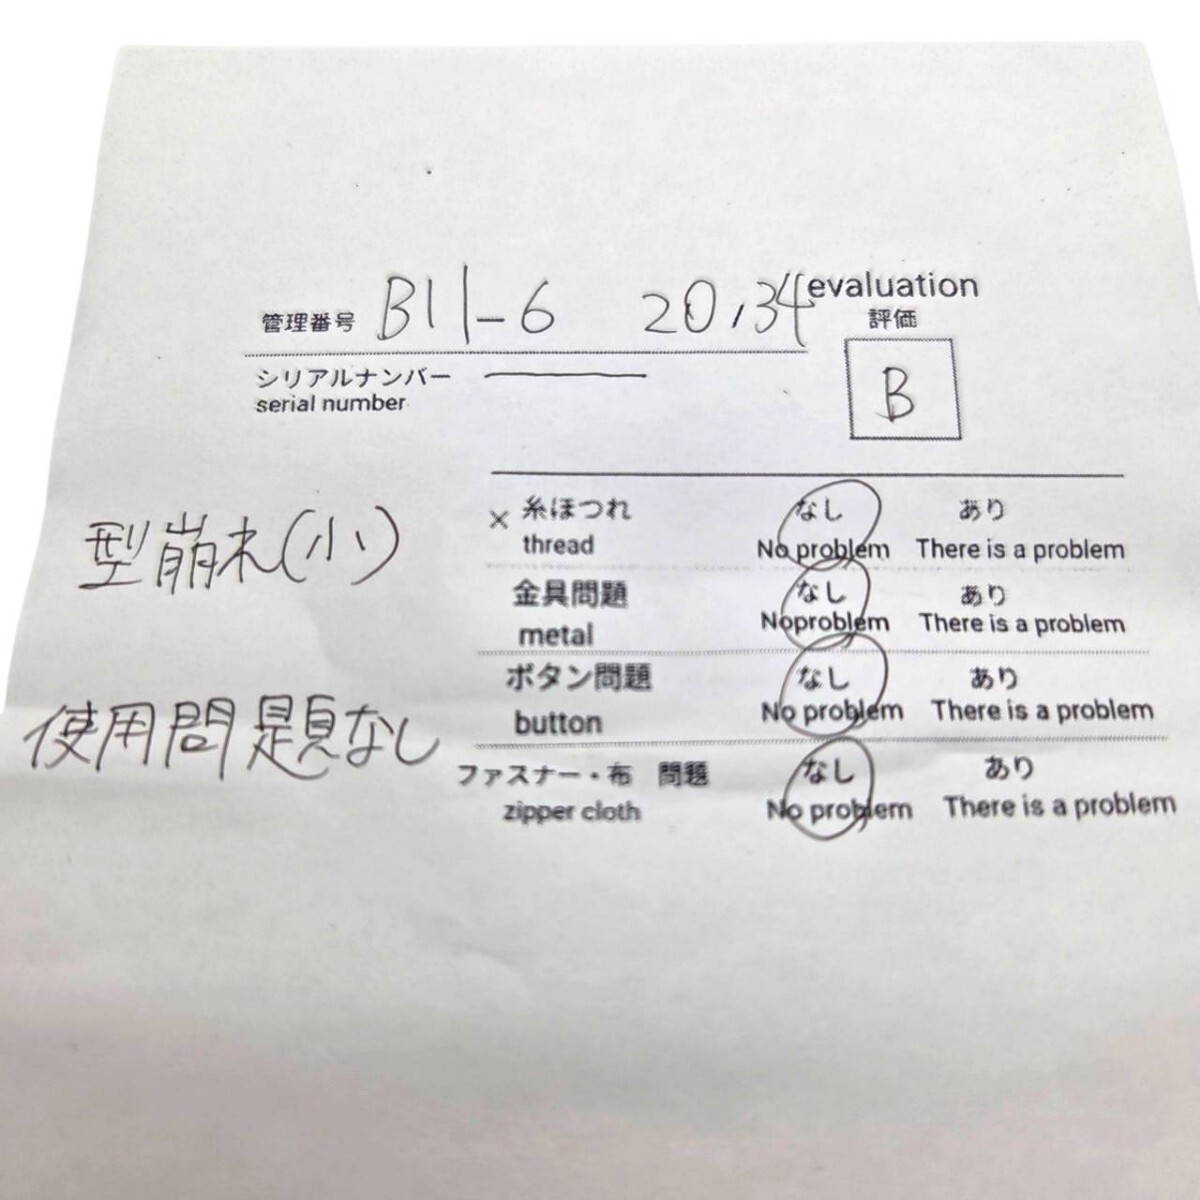 管理番号 B11-6 20,34
evaluation
評価
B
シリアルナンバー
serial number
×糸ほつれ なし あり
thread No problem There is a problem
金具問題 なし あり
metal Noproblem There is a problem
ボタン問題 なし あり
button No problem There is a problem
ファスナー・布 問題 なし あり
zipper cloth No problem There is a problem
型崩れ(小)
使用問題なし